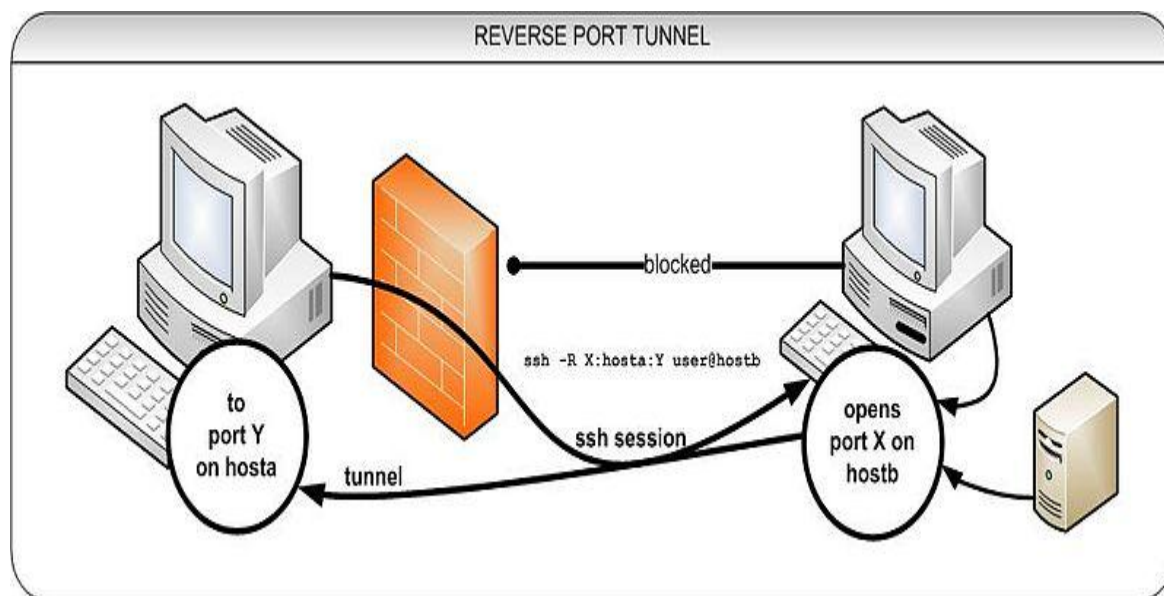 REVERSE PORT TUNNEL
blocked
ssh -R X:hosta:Y user@hostb
to
port Y
on hosta
ssh session
tunnel
opens
port X on
hostb